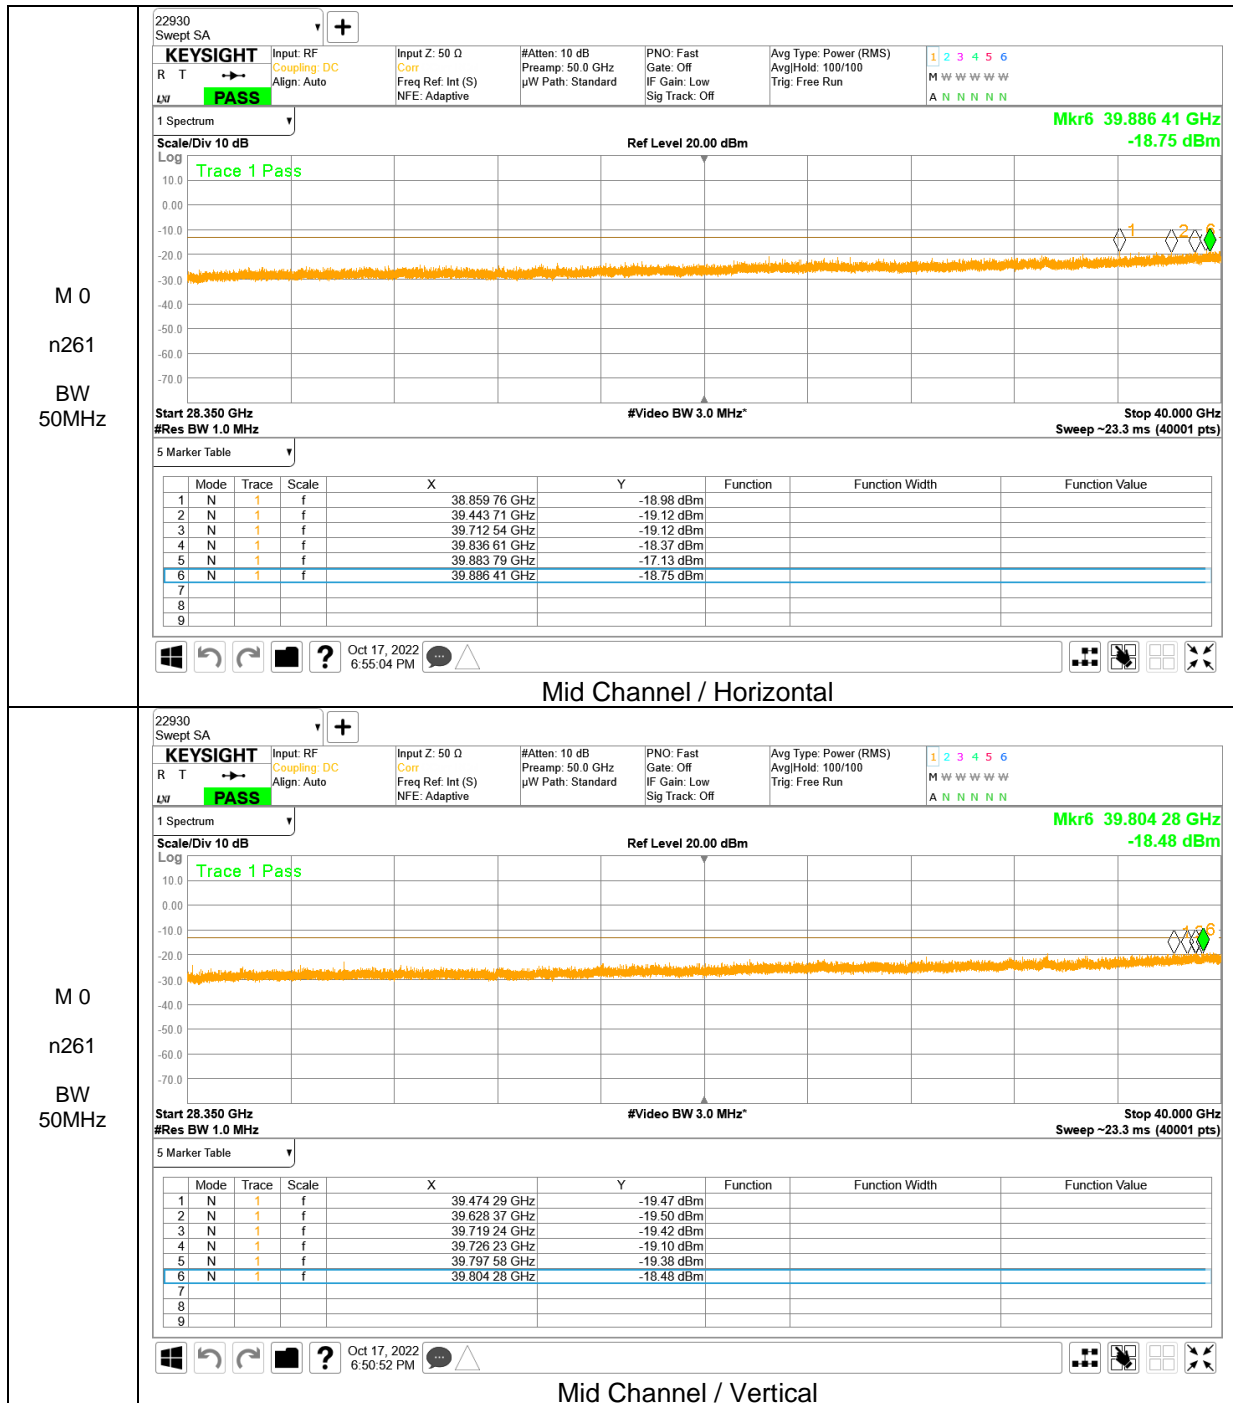 M 0
n261
BW
50MHz
22930
Swept SA
KEYSIGHT
R T
LXI
PASS
Input: RF
Coupling: DC
Align: Auto
Input Z: 50 Ω
Corr
Freq Ref: Int (S)
NFE: Adaptive
#Atten: 10 dB
Preamp: 50.0 GHz
µW Path: Standard
PNO: Fast
Gate: Off
IF Gain: Low
Sig Track: Off
Avg Type: Power (RMS)
Avg|Hold: 100/100
Trig: Free Run
1 2 3 4 5 6
M W W W W W
A N N N N N
1 Spectrum
Mkr6 39.886 41 GHz
Scale/Div 10 dB
Ref Level 20.00 dBm
-18.75 dBm
Log
Trace 1 Pass
10.0
0.00
-10.0
1 2 6
-20.0
-30.0
-40.0
-50.0
-60.0
-70.0
Start 28.350 GHz
#Video BW 3.0 MHz*
Stop 40.000 GHz
#Res BW 1.0 MHz
Sweep ~23.3 ms (40001 pts)
5 Marker Table
Mode Trace Scale X Y Function Function Width Function Value
1 N 1 f 38.859 76 GHz -18.98 dBm
2 N 1 f 39.443 71 GHz -19.12 dBm
3 N 1 f 39.712 54 GHz -19.12 dBm
4 N 1 f 39.836 61 GHz -18.37 dBm
5 N 1 f 39.883 79 GHz -17.13 dBm
6 N 1 f 39.886 41 GHz -18.75 dBm
7
8
9
?
Oct 17, 2022
6:55:04 PM
Mid Channel / Horizontal
M 0
n261
BW
50MHz
22930
Swept SA
KEYSIGHT
R T
LXI
PASS
Input: RF
Coupling: DC
Align: Auto
Input Z: 50 Ω
Corr
Freq Ref: Int (S)
NFE: Adaptive
#Atten: 10 dB
Preamp: 50.0 GHz
µW Path: Standard
PNO: Fast
Gate: Off
IF Gain: Low
Sig Track: Off
Avg Type: Power (RMS)
Avg|Hold: 100/100
Trig: Free Run
1 2 3 4 5 6
M W W W W W
A N N N N N
1 Spectrum
Mkr6 39.804 28 GHz
Scale/Div 10 dB
Ref Level 20.00 dBm
-18.48 dBm
Log
Trace 1 Pass
10.0
0.00
-10.0
6
-20.0
-30.0
-40.0
-50.0
-60.0
-70.0
Start 28.350 GHz
#Video BW 3.0 MHz*
Stop 40.000 GHz
#Res BW 1.0 MHz
Sweep ~23.3 ms (40001 pts)
5 Marker Table
Mode Trace Scale X Y Function Function Width Function Value
1 N 1 f 39.474 29 GHz -19.47 dBm
2 N 1 f 39.628 37 GHz -19.50 dBm
3 N 1 f 39.719 24 GHz -19.42 dBm
4 N 1 f 39.726 23 GHz -19.10 dBm
5 N 1 f 39.797 58 GHz -19.38 dBm
6 N 1 f 39.804 28 GHz -18.48 dBm
7
8
9
?
Oct 17, 2022
6:50:52 PM
Mid Channel / Vertical